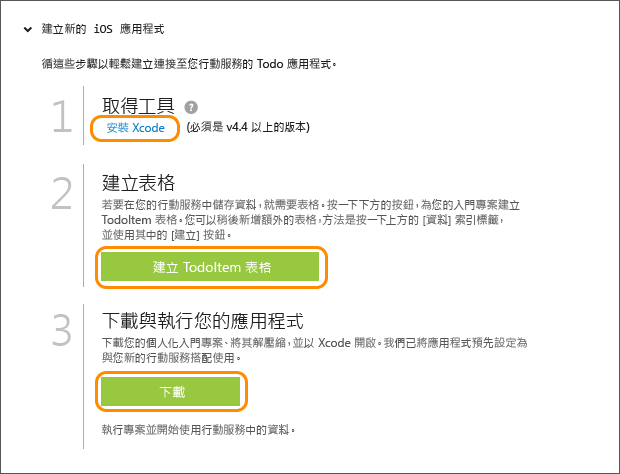 建立新的 iOS 應用程式
循這些步驟以輕鬆建立連接至您行動服務的 Todo 應用程式。
1
取得工具 ?
安裝 Xcode (必須是 v4.4 以上的版本)
2
建立表格
若要在您的行動服務中儲存資料，就需要表格。按一下下方的按鈕，為您的入門專案建立
TodoItem 表格。您可以稍後新增額外的表格，方法是按一下上方的 [資料] 索引標籤，
並使用其中的 [建立] 按鈕。
建立 TodoItem 表格
3
下載與執行您的應用程式
下載您的個人化入門專案、將其解壓縮，並以 Xcode 開啟。我們已將應用程式預先設定為
與您新的行動服務搭配使用。
下載
執行專案並開始使用行動服務中的資料。